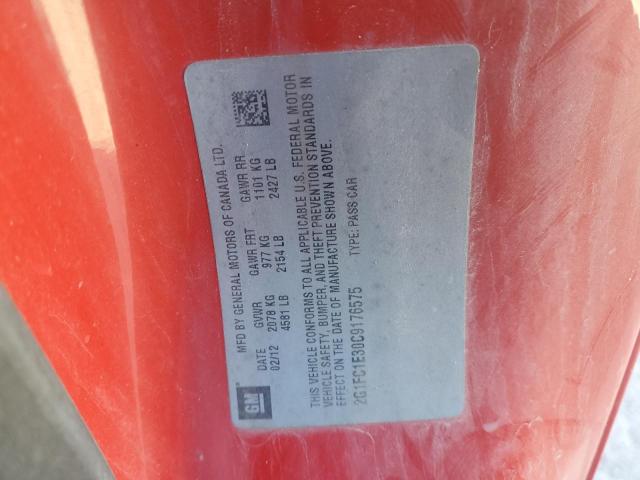 GM
MFD BY GENERAL MOTORS OF CANADA LTD.
DATE GVWR GAWR FRT GAWR RR
02/12 2078 KG 977 KG 1101 KG
4581 LB 2154 LB 2427 LB
THIS VEHICLE CONFORMS TO ALL APPLICABLE U.S. FEDERAL MOTOR
VEHICLE SAFETY, BUMPER, AND THEFT PREVENTION STANDARDS IN
EFFECT ON THE DATE OF MANUFACTURE SHOWN ABOVE.
2G1FC1E30C9176575 TYPE: PASS CAR